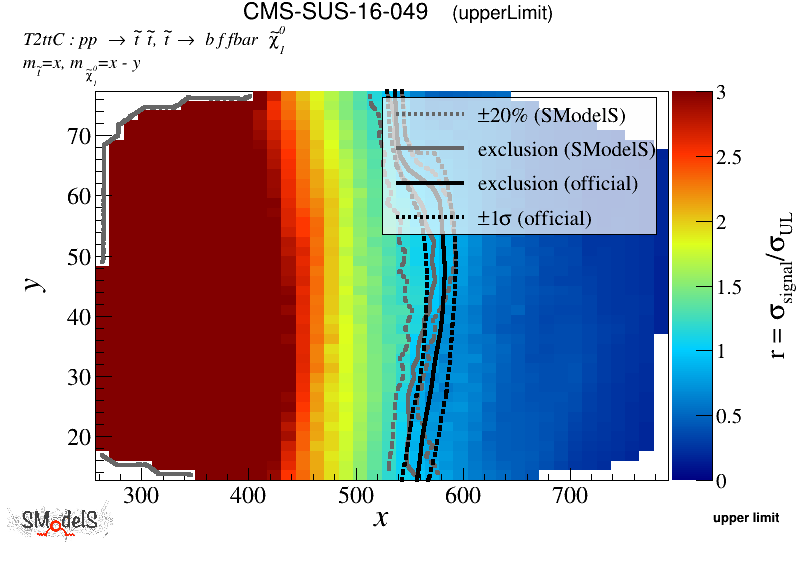 CMS-SUS-16-049 (upperLimit)
T2ttC : pp → t̃ t̃, t̃ → b f fbar χ̃₁⁰
m_t̃=x, m_χ̃₁⁰=x - y
±20% (SModelS)
exclusion (SModelS)
exclusion (official)
±1σ (official)
70
60
50
40
30
20
y
300 400 500 600 700
x
3
2.5
2
1.5
1
0.5
0
r = σ_signal/σ_UL
SModelS
upper limit